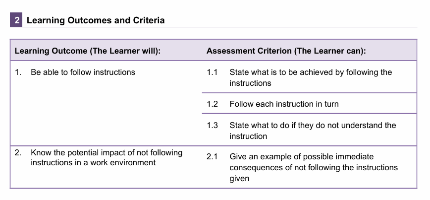 2 Learning Outcomes and Criteria
Learning Outcome (The Learner will): Assessment Criterion (The Learner can):
1. Be able to follow instructions
1.1 State what is to be achieved by following the
instructions
1.2 Follow each instruction in turn
1.3 State what to do if they do not understand the
instruction
2. Know the potential impact of not following
instructions in a work environment
2.1 Give an example of possible immediate
consequences of not following the instructions
given